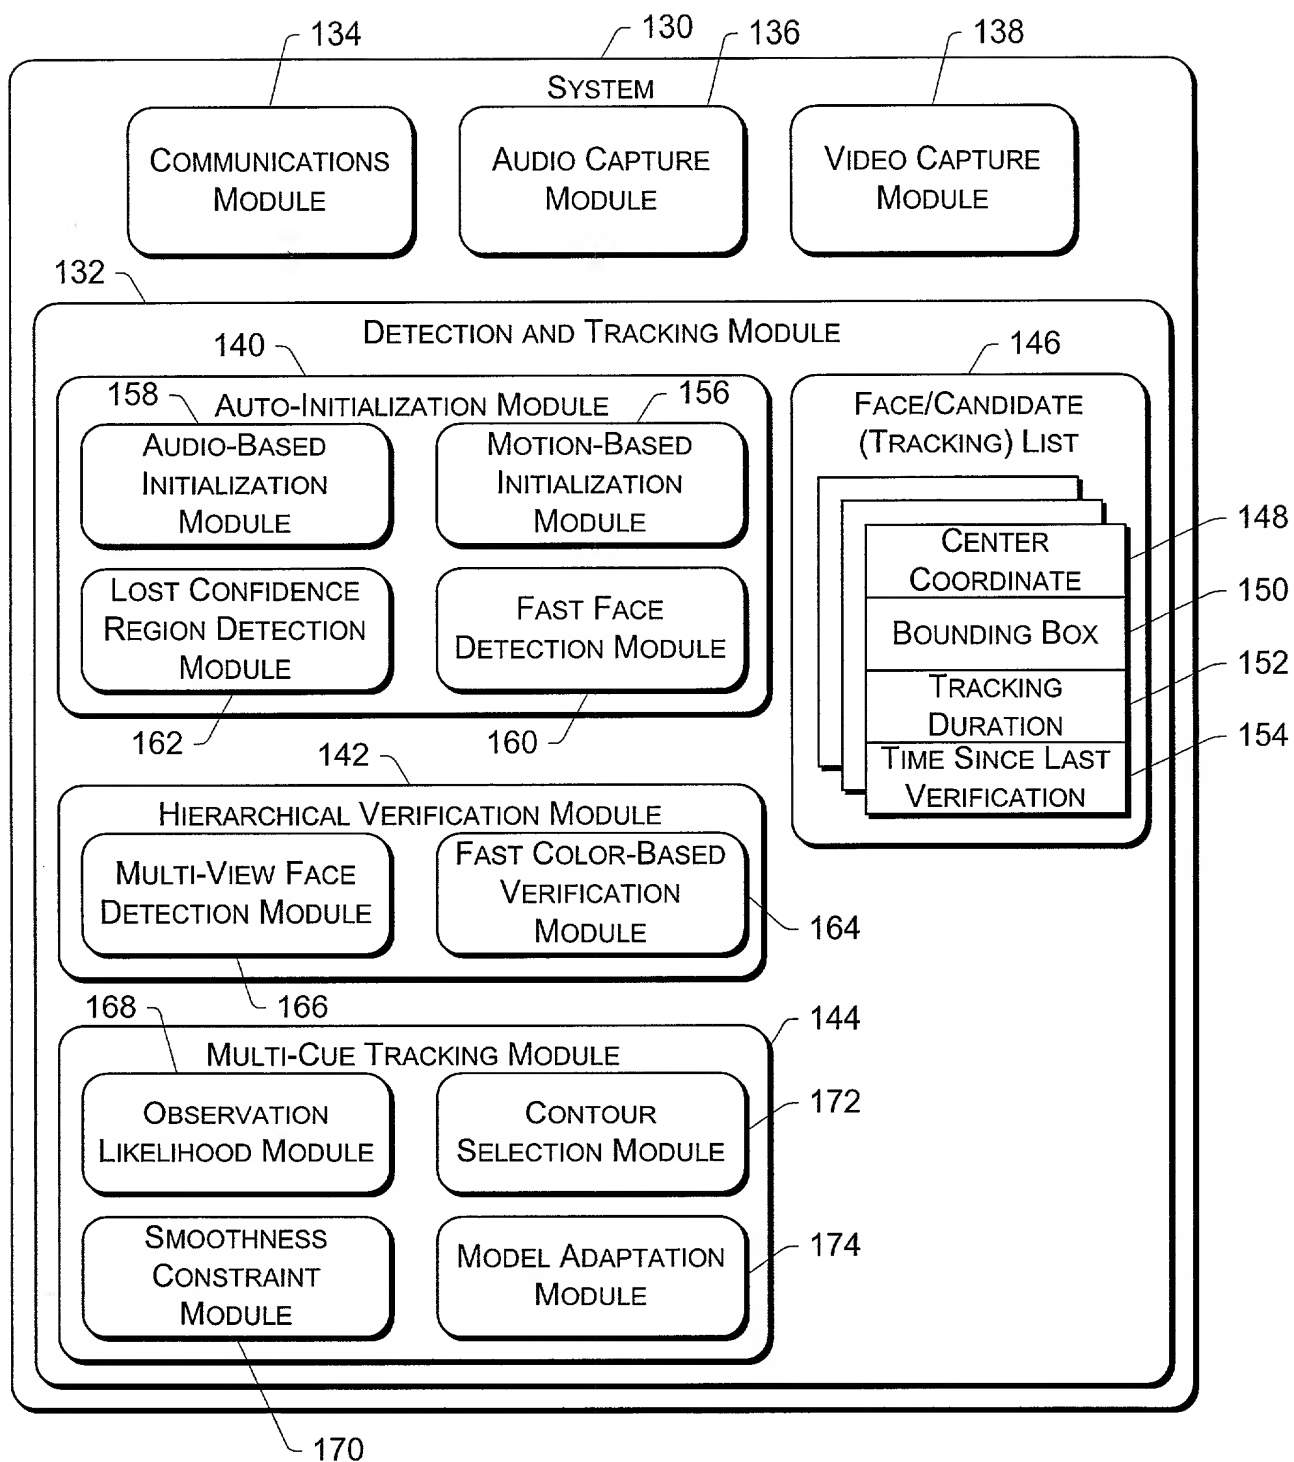 134
130
136
138
SYSTEM
COMMUNICATIONS
MODULE
AUDIO CAPTURE
MODULE
VIDEO CAPTURE
MODULE
132
DETECTION AND TRACKING MODULE
140
146
158
AUTO-INITIALIZATION MODULE
156
AUDIO-BASED
INITIALIZATION
MODULE
MOTION-BASED
INITIALIZATION
MODULE
LOST CONFIDENCE
REGION DETECTION
MODULE
FAST FACE
DETECTION MODULE
162
160
FACE/CANDIDATE
(TRACKING) LIST
CENTER
COORDINATE
148
BOUNDING BOX
150
TRACKING
DURATION
152
TIME SINCE LAST
VERIFICATION
154
142
HIERARCHICAL VERIFICATION MODULE
MULTI-VIEW FACE
DETECTION MODULE
FAST COLOR-BASED
VERIFICATION
MODULE
164
166
168
144
MULTI-CUE TRACKING MODULE
OBSERVATION
LIKELIHOOD MODULE
CONTOUR
SELECTION MODULE
172
SMOOTHNESS
CONSTRAINT
MODULE
MODEL ADAPTATION
MODULE
174
170